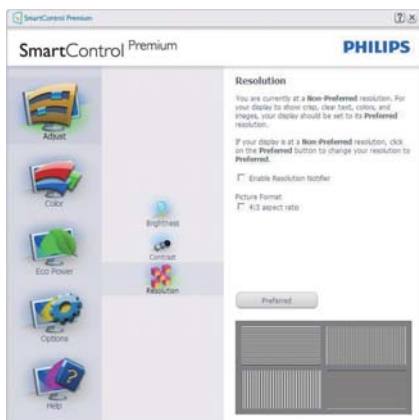 SmartControl Premium
SmartControl Premium
PHILIPS
Adjust
Color
Eco Power
Options
Help
Brightness
Contrast
Resolution
Resolution
You are currently at a Non-Preferred resolution. For
your display to show crisp, clear text, colors, and
images, your display should be set to its Preferred
resolution.
If your display is at a Non-Preferred resolution, click
on the Preferred button to change your resolution to
Preferred.
Enable Resolution Notifier
Picture Format
4:3 aspect ratio
Preferred